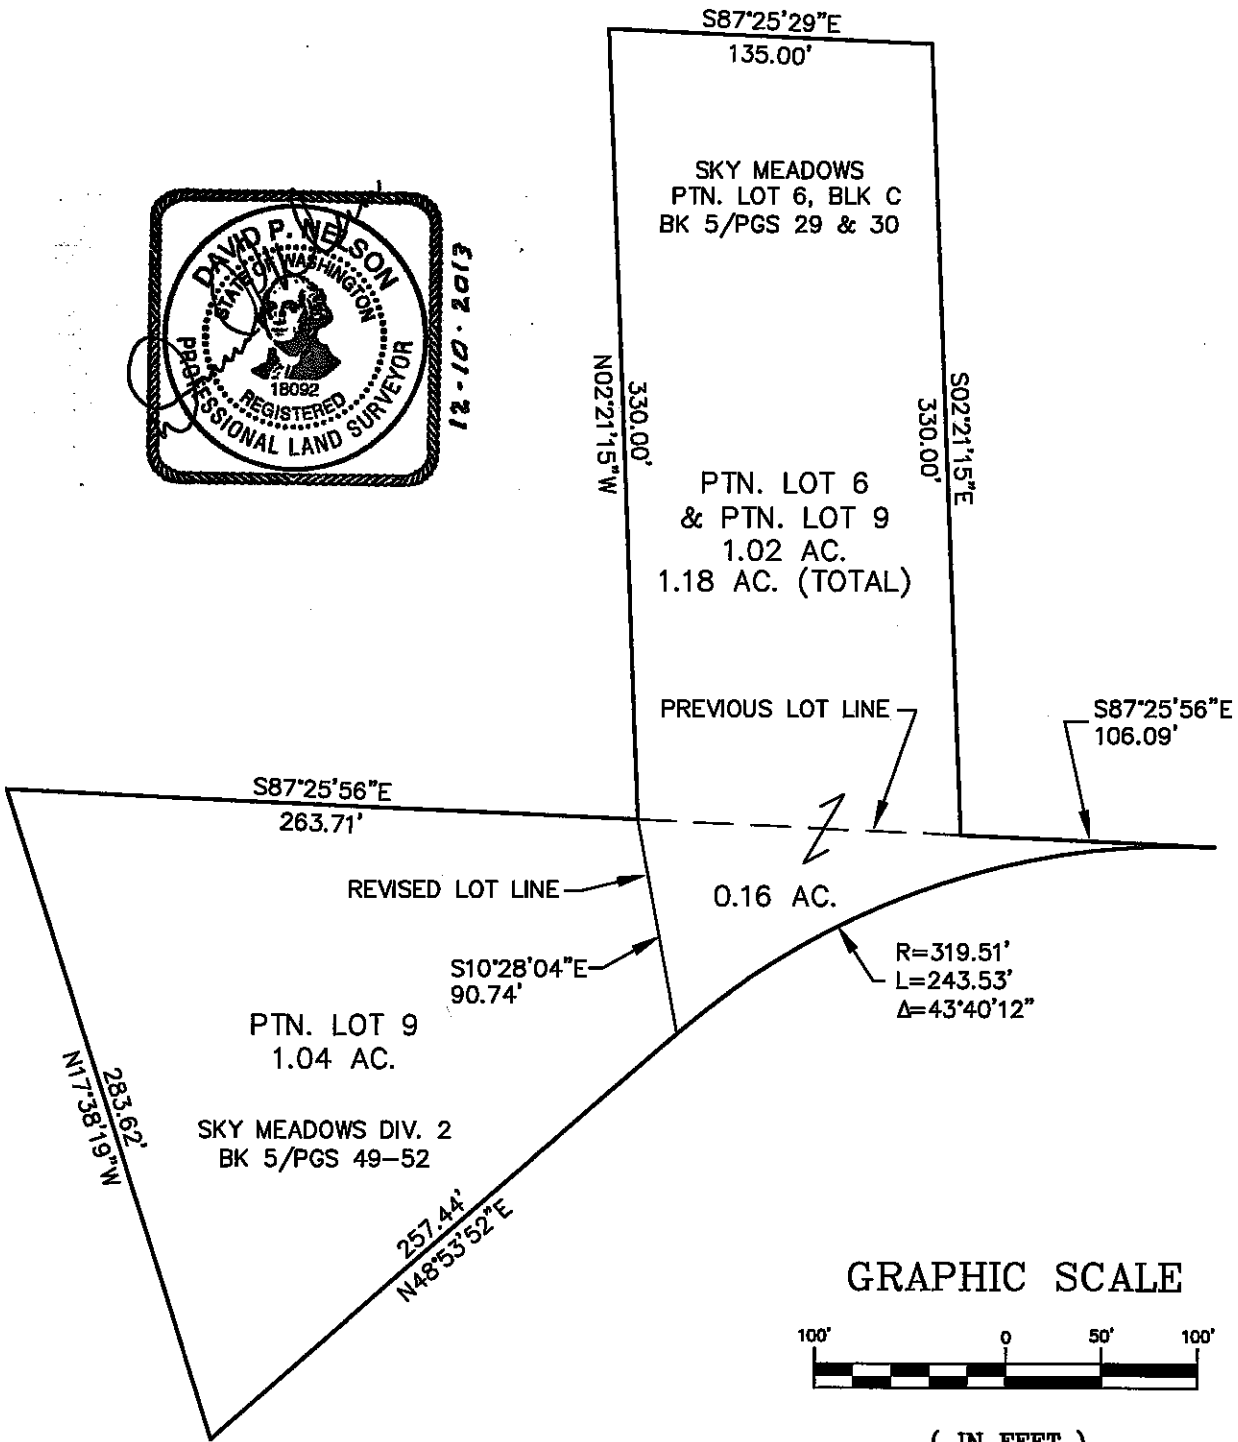 S87°25'29"E
135.00'
SKY MEADOWS
PTN. LOT 6, BLK C
BK 5/PGS 29 & 30
DAVID P. NELSON
STATE OF WASHINGTON
18092
REGISTERED
PROFESSIONAL LAND SURVEYOR
12-10-2013
N02°21'15"W
330.00'
S02°21'15"E
330.00'
PTN. LOT 6
& PTN. LOT 9
1.02 AC.
1.18 AC. (TOTAL)
PREVIOUS LOT LINE
S87°25'56"E
106.09'
S87°25'56"E
263.71'
REVISED LOT LINE
0.16 AC.
S10°28'04"E
90.74'
R=319.51'
L=243.53'
Δ=43°40'12"
PTN. LOT 9
1.04 AC.
283.62'
N17°38'19"W
SKY MEADOWS DIV. 2
BK 5/PGS 49-52
257.44'
N48°53'52"E
GRAPHIC SCALE
100' 0 50' 100'
( IN FEET )